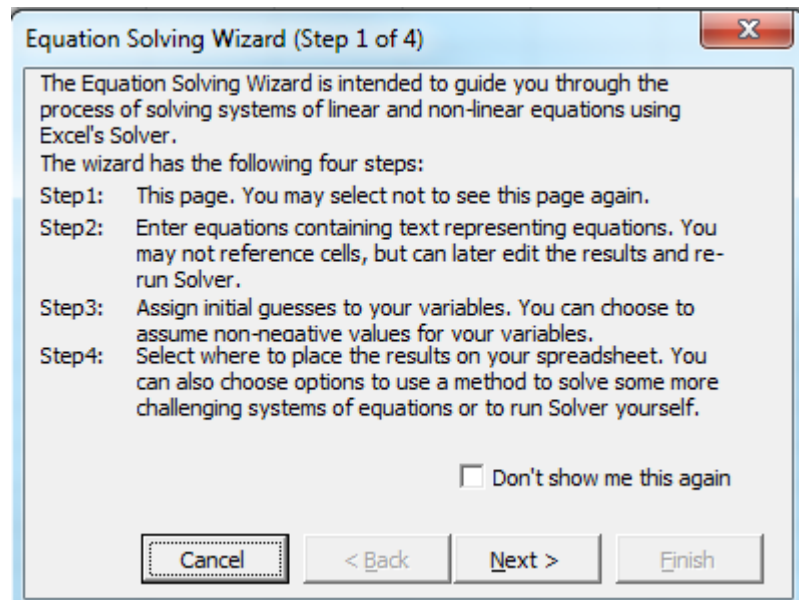 Equation Solving Wizard (Step 1 of 4)
The Equation Solving Wizard is intended to guide you through the
process of solving systems of linear and non-linear equations using
Excel's Solver.
The wizard has the following four steps:
Step1: This page. You may select not to see this page again.
Step2: Enter equations containing text representing equations. You
may not reference cells, but can later edit the results and re-
run Solver.
Step3: Assign initial guesses to your variables. You can choose to
assume non-negative values for your variables.
Step4: Select where to place the results on your spreadsheet. You
can also choose options to use a method to solve some more
challenging systems of equations or to run Solver yourself.
Don't show me this again
Cancel < Back Next > Finish